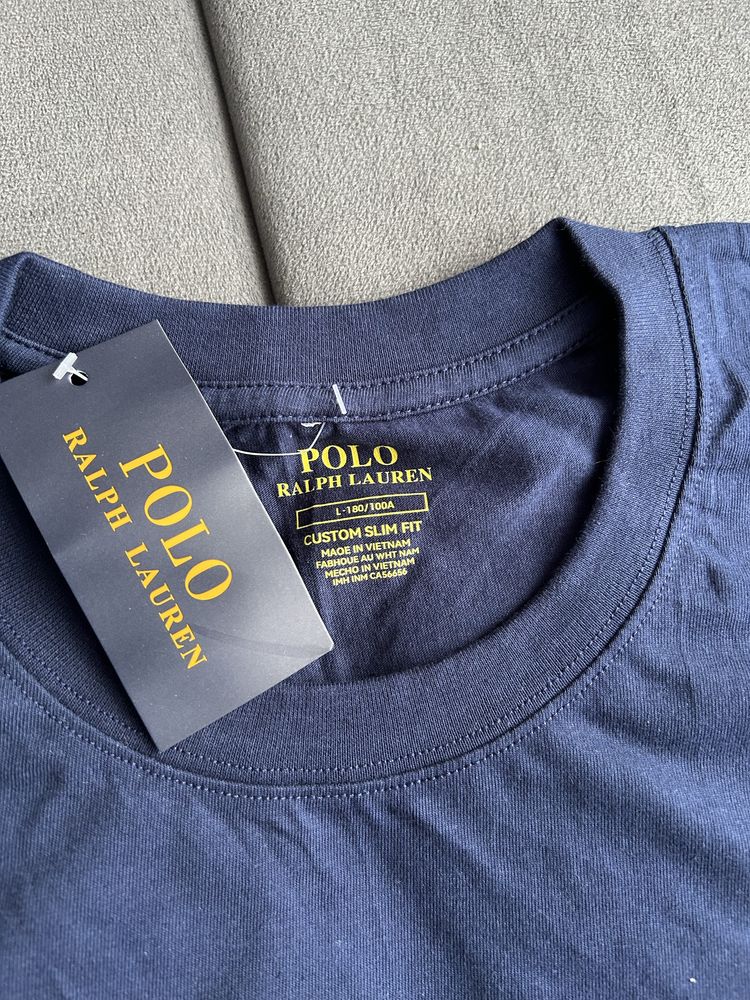 POLO
RALPH LAUREN
POLO
RALPH LAUREN
L-180/100A
CUSTOM SLIM FIT
MAOE IN VIETNAM
FABHOUE AU WHT NAM
MECHO IN VIETNAM
IMH INM CA56656